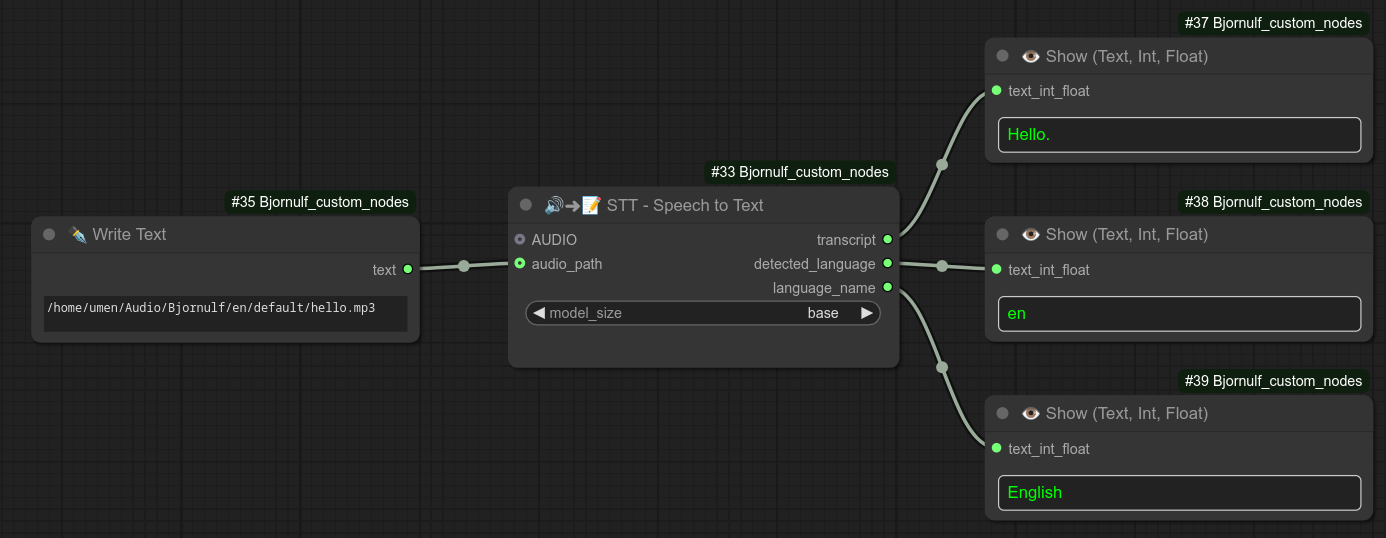 #35 Bjornulf_custom_nodes
✒️ Write Text
text
/home/umen/Audio/Bjornulf/en/default/hello.mp3
#33 Bjornulf_custom_nodes
🔊➜📝 STT - Speech to Text
AUDIO
transcript
audio_path
detected_language
language_name
model_size
base
#37 Bjornulf_custom_nodes
👁️ Show (Text, Int, Float)
text_int_float
Hello.
#38 Bjornulf_custom_nodes
👁️ Show (Text, Int, Float)
text_int_float
en
#39 Bjornulf_custom_nodes
👁️ Show (Text, Int, Float)
text_int_float
English